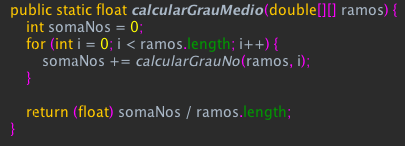 public static float calcularGrauMedio(double[][] ramos) {
    int somaNos = 0;
    for (int i = 0; i < ramos.length; i++) {
        somaNos += calcularGrauNo(ramos, i);
    }

    return (float) somaNos / ramos.length;
}